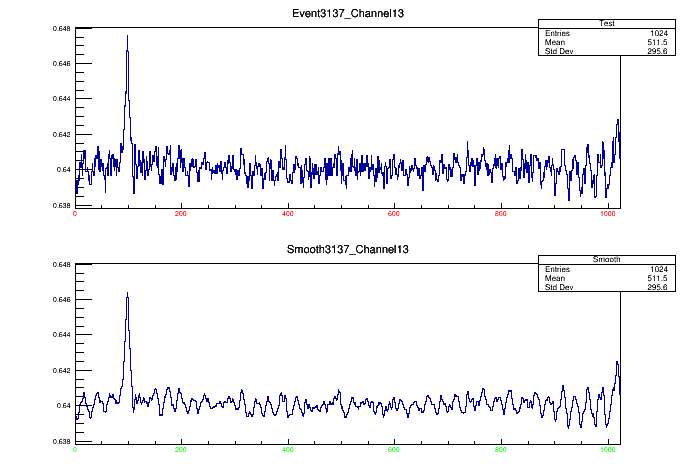 Event3137_Channel13
Test
Entries 1024
Mean 511.5
Std Dev 295.6
0.648
0.646
0.644
0.642
0.64
0.638
0 200 400 600 800 1000
Smooth3137_Channel13
Smooth
Entries 1024
Mean 511.5
Std Dev 295.6
0.648
0.646
0.644
0.642
0.64
0.638
0 200 400 600 800 1000